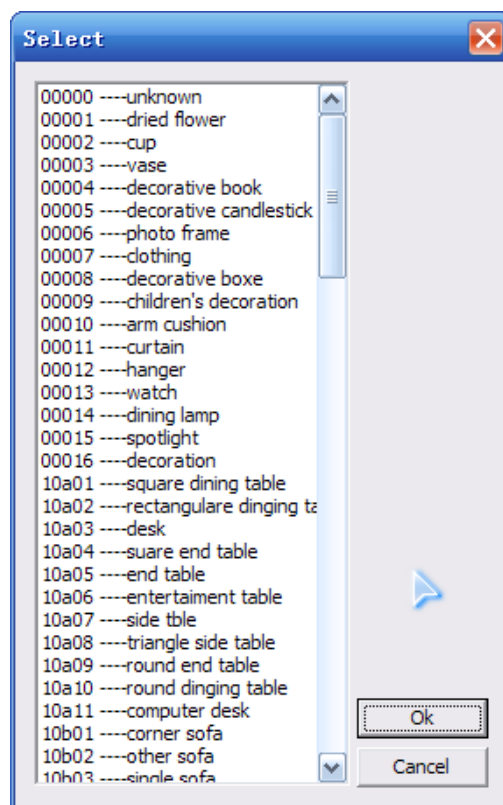 Select
00000 ----unknown
00001 ----dried flower
00002 ----cup
00003 ----vase
00004 ----decorative book
00005 ----decorative candlestick
00006 ----photo frame
00007 ----clothing
00008 ----decorative boxe
00009 ----children's decoration
00010 ----arm cushion
00011 ----curtain
00012 ----hanger
00013 ----watch
00014 ----dining lamp
00015 ----spotlight
00016 ----decoration
10a01 ----square dining table
10a02 ----rectangulare dinging ta
10a03 ----desk
10a04 ----suare end table
10a05 ----end table
10a06 ----entertaiment table
10a07 ----side tble
10a08 ----triangle side table
10a09 ----round end table
10a10 ----round dinging table
10a11 ----computer desk
10b01 ----corner sofa
10b02 ----other sofa
10b03 ----single sofa
Ok
Cancel